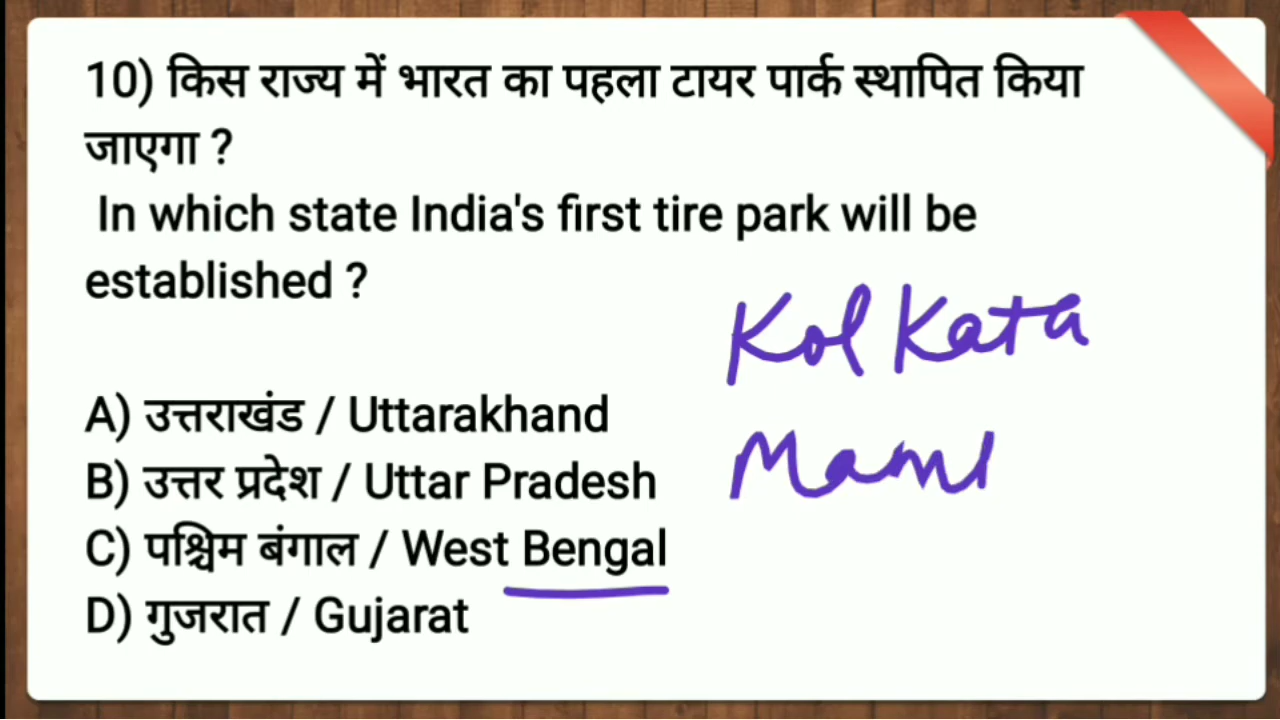 10) किस राज्य में भारत का पहला टायर पार्क स्थापित किया
जाएगा ?
In which state India's first tire park will be
established ?
Kolkata
A) उत्तराखंड / Uttarakhand
B) उत्तर प्रदेश / Uttar Pradesh
C) पश्चिम बंगाल / West Bengal
D) गुजरात / Gujarat